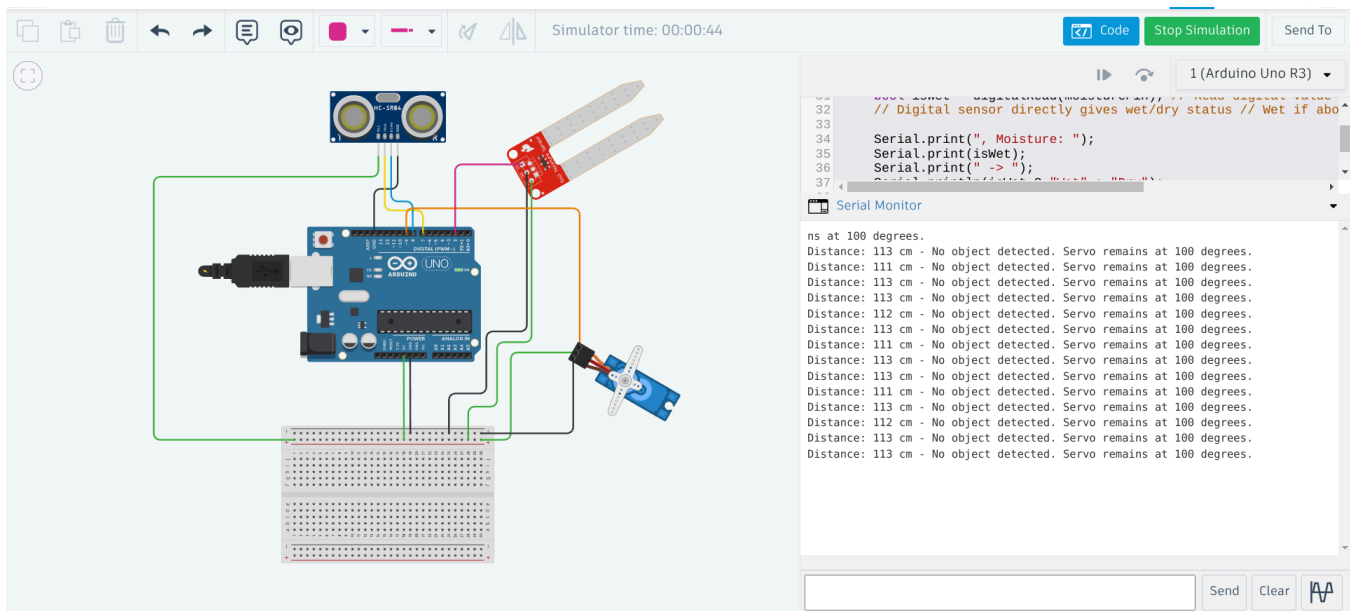 Simulator time: 00:00:44
Code
Stop Simulation
Send To
1 (Arduino Uno R3)
32 // Digital sensor directly gives wet/dry status // Wet if abo
33
34 Serial.print(", Moisture: ");
35 Serial.print(isWet);
36 Serial.print(" -> ");
37
Serial Monitor
ns at 100 degrees.
Distance: 113 cm - No object detected. Servo remains at 100 degrees.
Distance: 111 cm - No object detected. Servo remains at 100 degrees.
Distance: 113 cm - No object detected. Servo remains at 100 degrees.
Distance: 113 cm - No object detected. Servo remains at 100 degrees.
Distance: 112 cm - No object detected. Servo remains at 100 degrees.
Distance: 113 cm - No object detected. Servo remains at 100 degrees.
Distance: 111 cm - No object detected. Servo remains at 100 degrees.
Distance: 113 cm - No object detected. Servo remains at 100 degrees.
Distance: 113 cm - No object detected. Servo remains at 100 degrees.
Distance: 111 cm - No object detected. Servo remains at 100 degrees.
Distance: 113 cm - No object detected. Servo remains at 100 degrees.
Distance: 112 cm - No object detected. Servo remains at 100 degrees.
Distance: 113 cm - No object detected. Servo remains at 100 degrees.
Distance: 113 cm - No object detected. Servo remains at 100 degrees.
Send
Clear
HC-SR04
DIGITAL (PWM ~)
UNO
ARDUINO
POWER
ANALOG IN